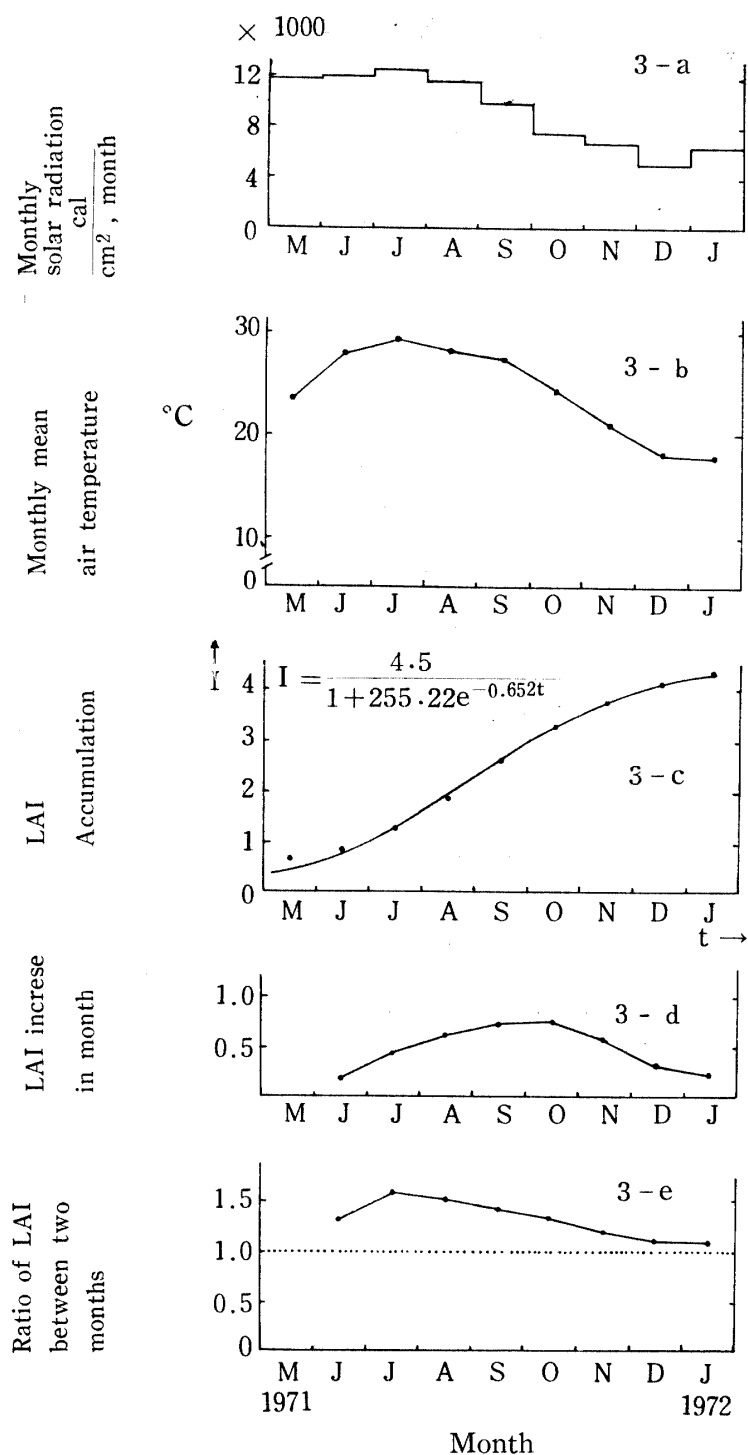 × 1000
3-a
12
8
4
0
Monthly
solar radiation
cal
cm², month
M J J A S O N D J
30
3 - b
°C
20
10
0
Monthly mean
air temperature
M J J A S O N D J
I
I = 4.5
1+255.22e^-0.652t
4
3
2
1
0
3-c
LAI
Accumulation
M J J A S O N D J
t →
1.0
3 - d
0.5
LAI increse
in month
M J J A S O N D J
3-e
1.5
1.0
0.5
0
Ratio of LAI
between two
months
M J J A S O N D J
1971 1972
Month